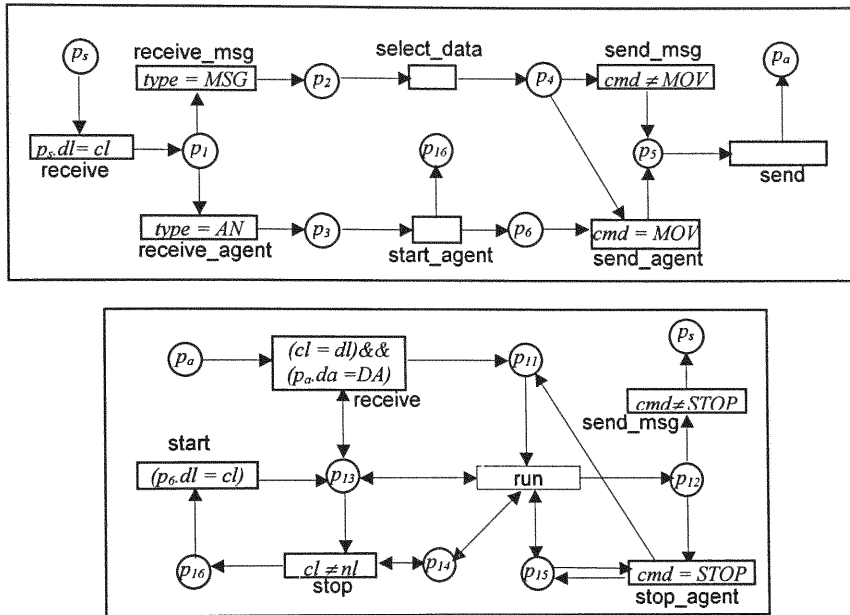 p_s
receive_msg
type = MSG
p_2
select_data
p_4
send_msg
cmd ≠ MOV
p_a
p_s.dl= cl
receive
p_1
p_16
p_5
send
type = AN
receive_agent
p_3
start_agent
p_6
cmd = MOV
send_agent
p_a
(cl = dl)&&
(p_a.da =DA)
receive
p_11
p_s
cmd≠STOP
send_msg
start
(p_6.dl = cl)
p_13
run
p_12
p_16
cl ≠ nl
stop
p_14
p_15
cmd = STOP
stop_agent